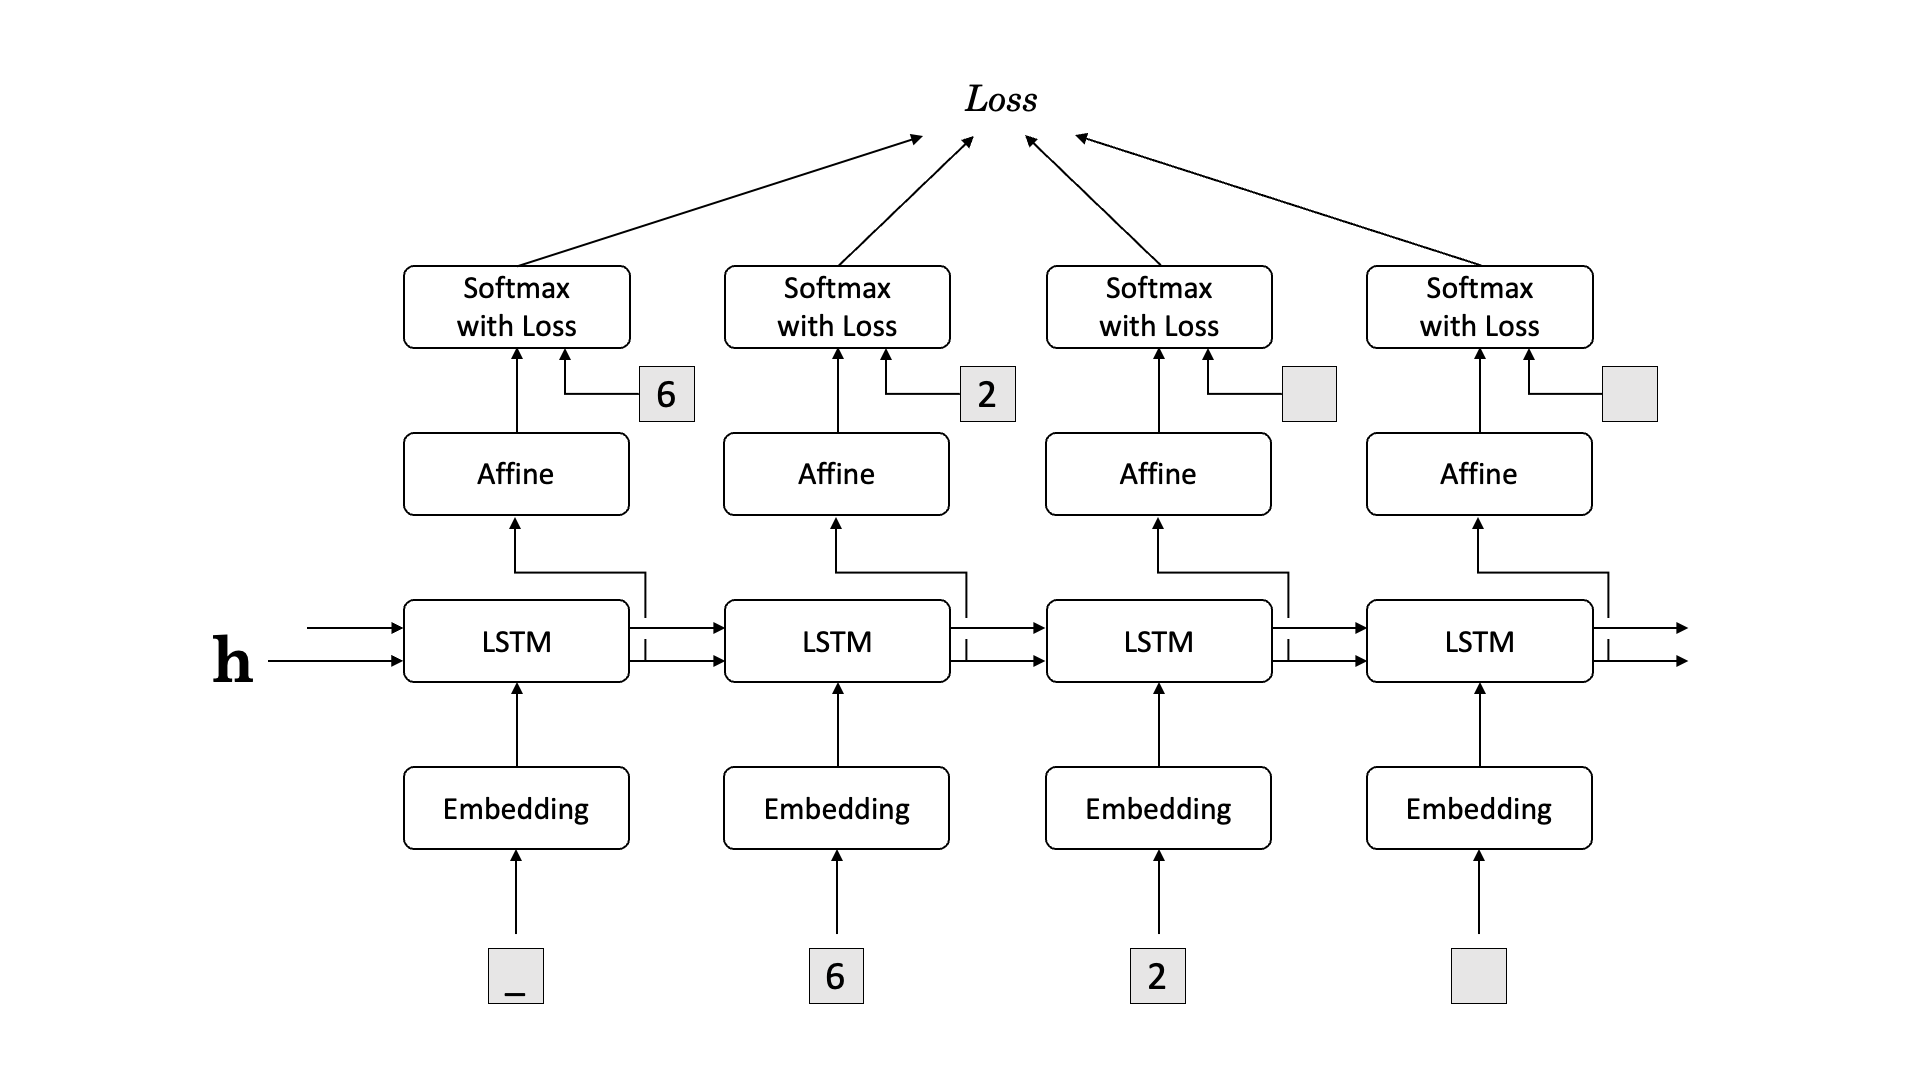 Loss
Softmax
with Loss
Softmax
with Loss
Softmax
with Loss
Softmax
with Loss
6
2
Affine
Affine
Affine
Affine
h
LSTM
LSTM
LSTM
LSTM
Embedding
Embedding
Embedding
Embedding
_
6
2